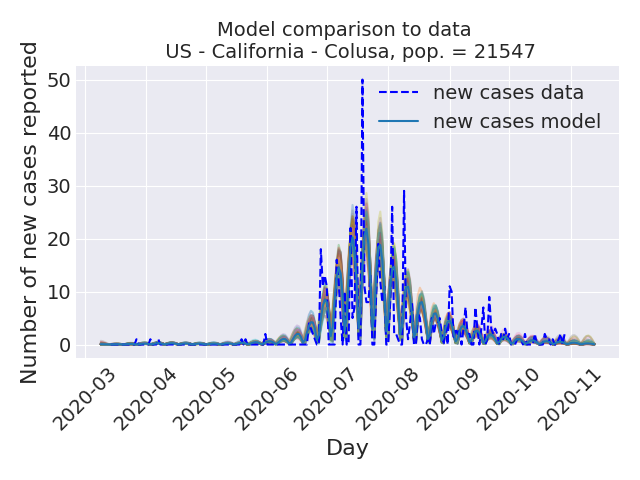 Model comparison to data
US - California - Colusa, pop. = 21547
Number of new cases reported
50
40
30
20
10
0
new cases data
new cases model
2020-03
2020-04
2020-05
2020-06
2020-07
2020-08
2020-09
2020-10
2020-11
Day